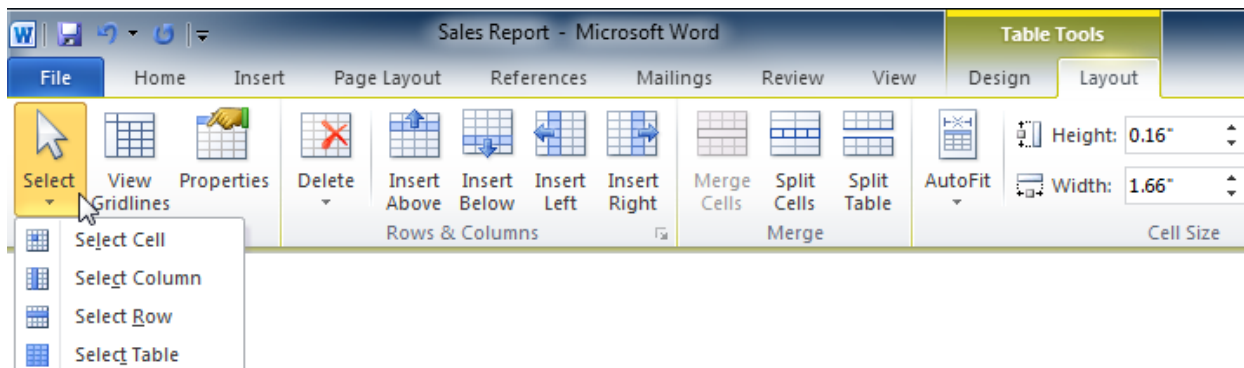 W Sales Report - Microsoft Word Table Tools
File Home Insert Page Layout References Mailings Review View Design Layout
Height: 0.16"
Select View Properties Delete Insert Insert Insert Insert Merge Split Split AutoFit Width: 1.66"
Gridlines Above Below Left Right Cells Cells Table
Rows & Columns Merge Cell Size
Select Cell
Select Column
Select Row
Select Table